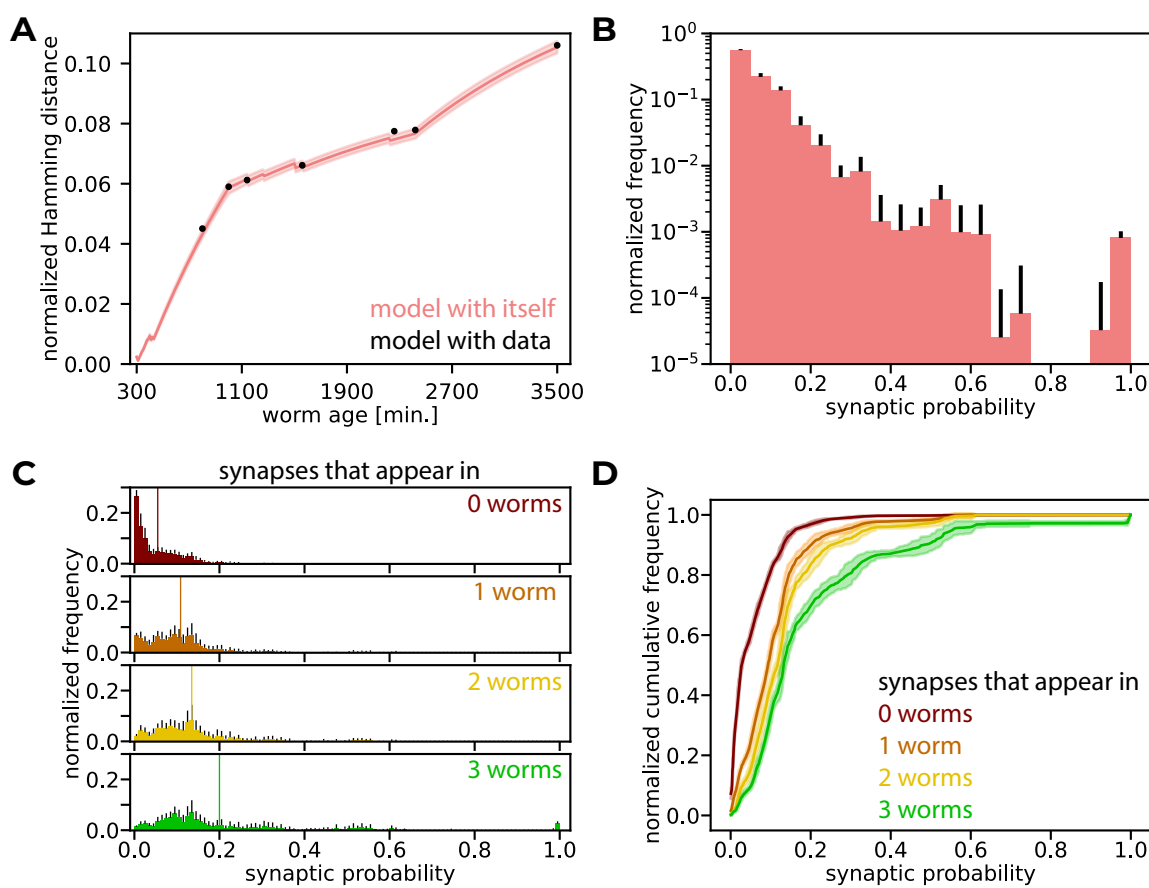 A
normalized Hamming distance
0.10
0.08
0.06
0.04
0.02
0.00
model with itself
model with data
300 1100 1900 2700 3500
worm age [min.]
B
normalized frequency
10^0
10^-1
10^-2
10^-3
10^-4
10^-5
0.0 0.2 0.4 0.6 0.8 1.0
synaptic probability
C
synapses that appear in
normalized frequency
0.2
0.0
0 worms
0.2
0.0
1 worm
0.2
0.0
2 worms
0.2
0.0
3 worms
0.0 0.2 0.4 0.6 0.8 1.0
synaptic probability
D
normalized cumulative frequency
1.0
0.8
0.6
0.4
0.2
0.0
synapses that appear in
0 worms
1 worm
2 worms
3 worms
0.0 0.2 0.4 0.6 0.8 1.0
synaptic probability